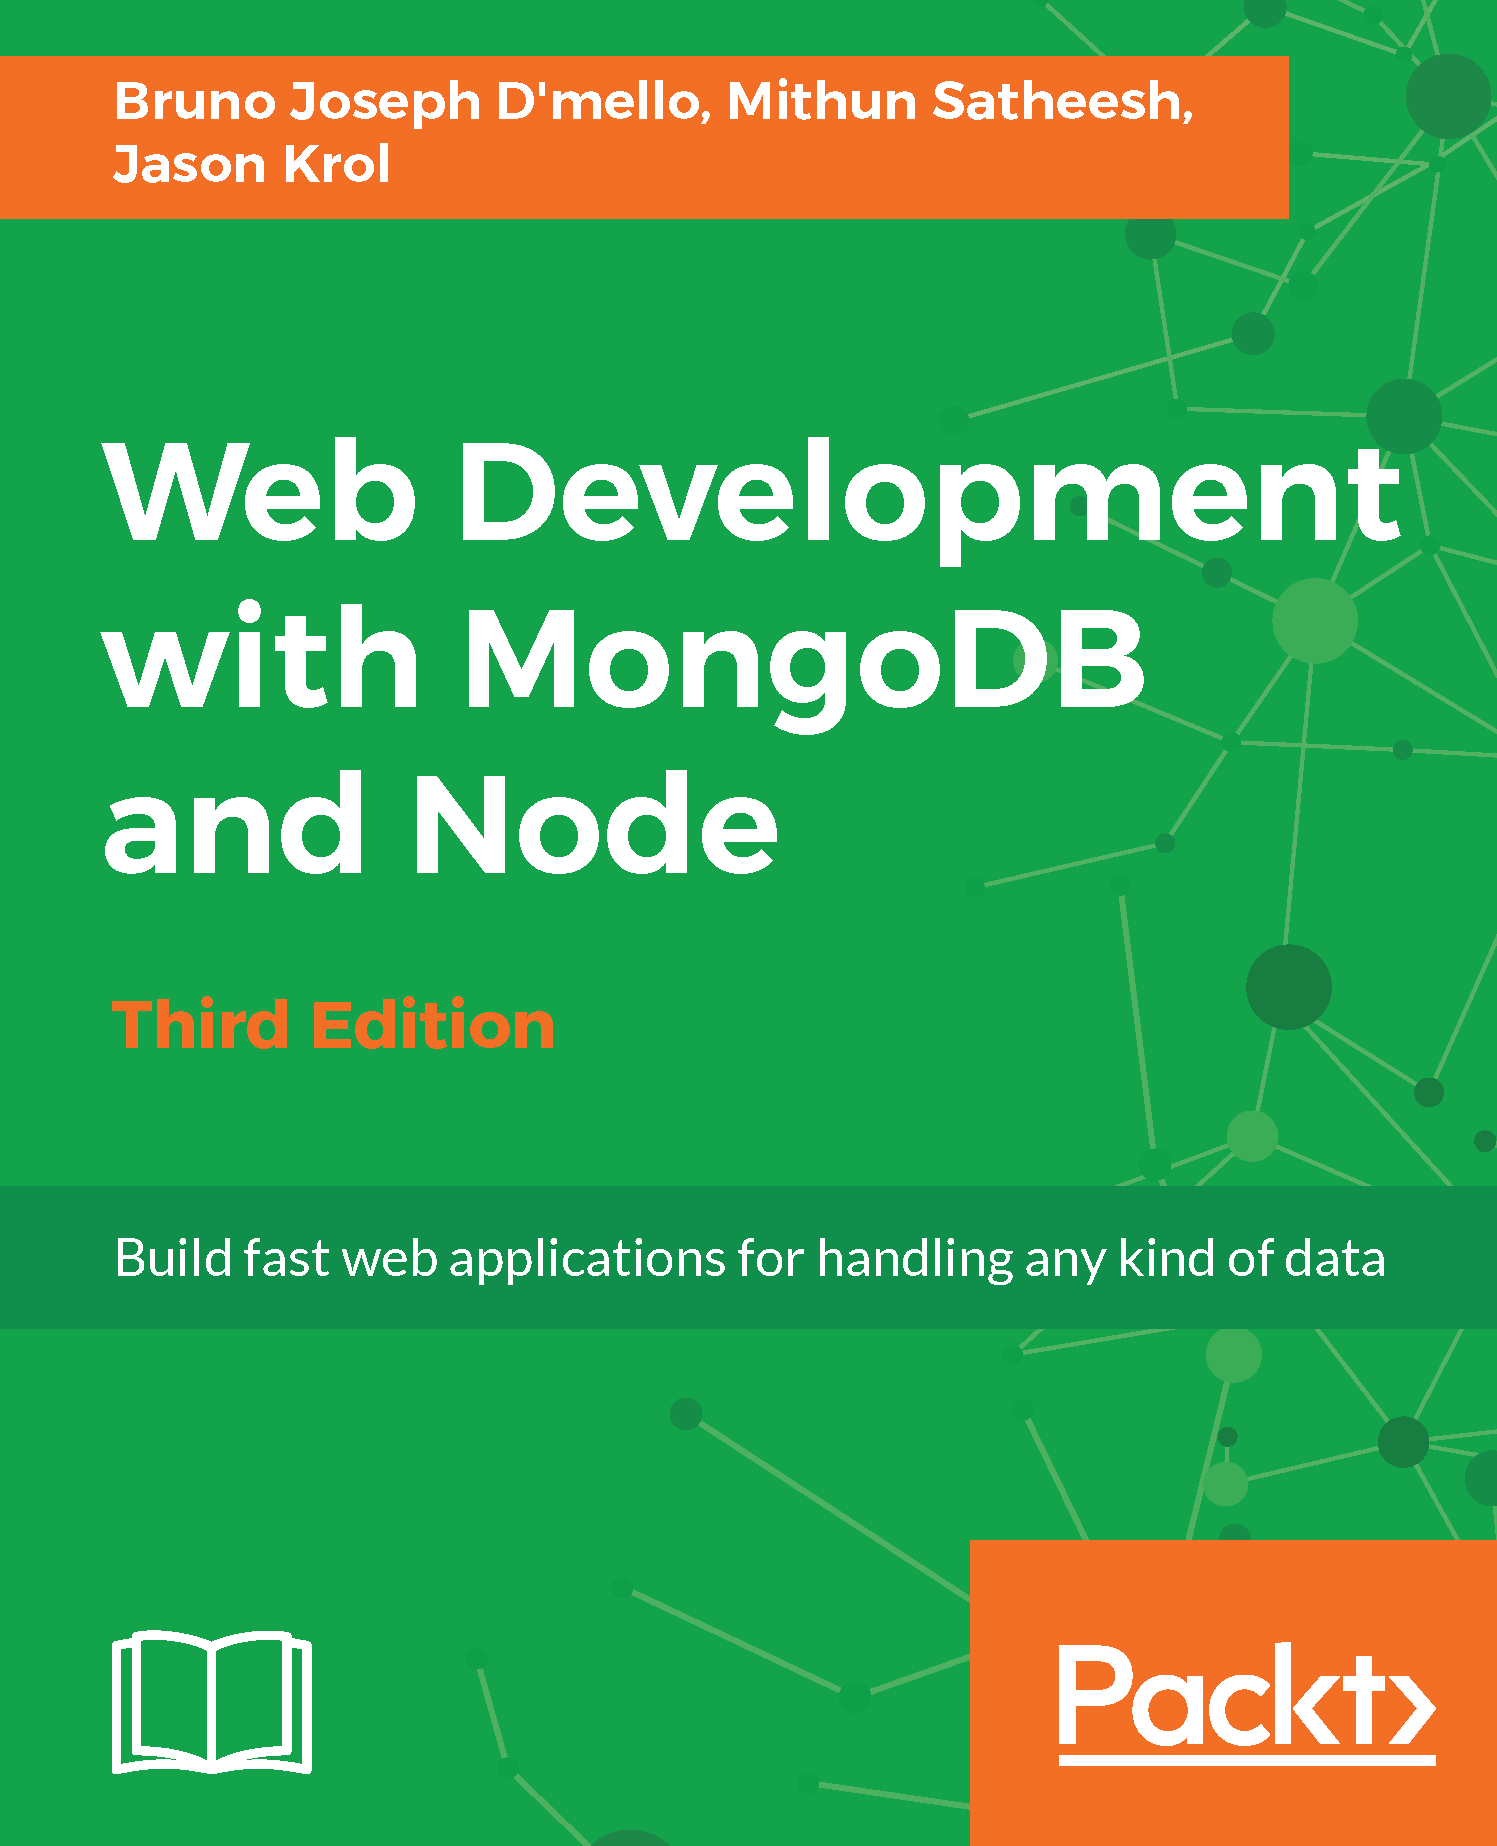 Bruno Joseph D'mello, Mithun Satheesh,
Jason Krol
Web Development
with MongoDB
and Node
Third Edition
Build fast web applications for handling any kind of data
Packt